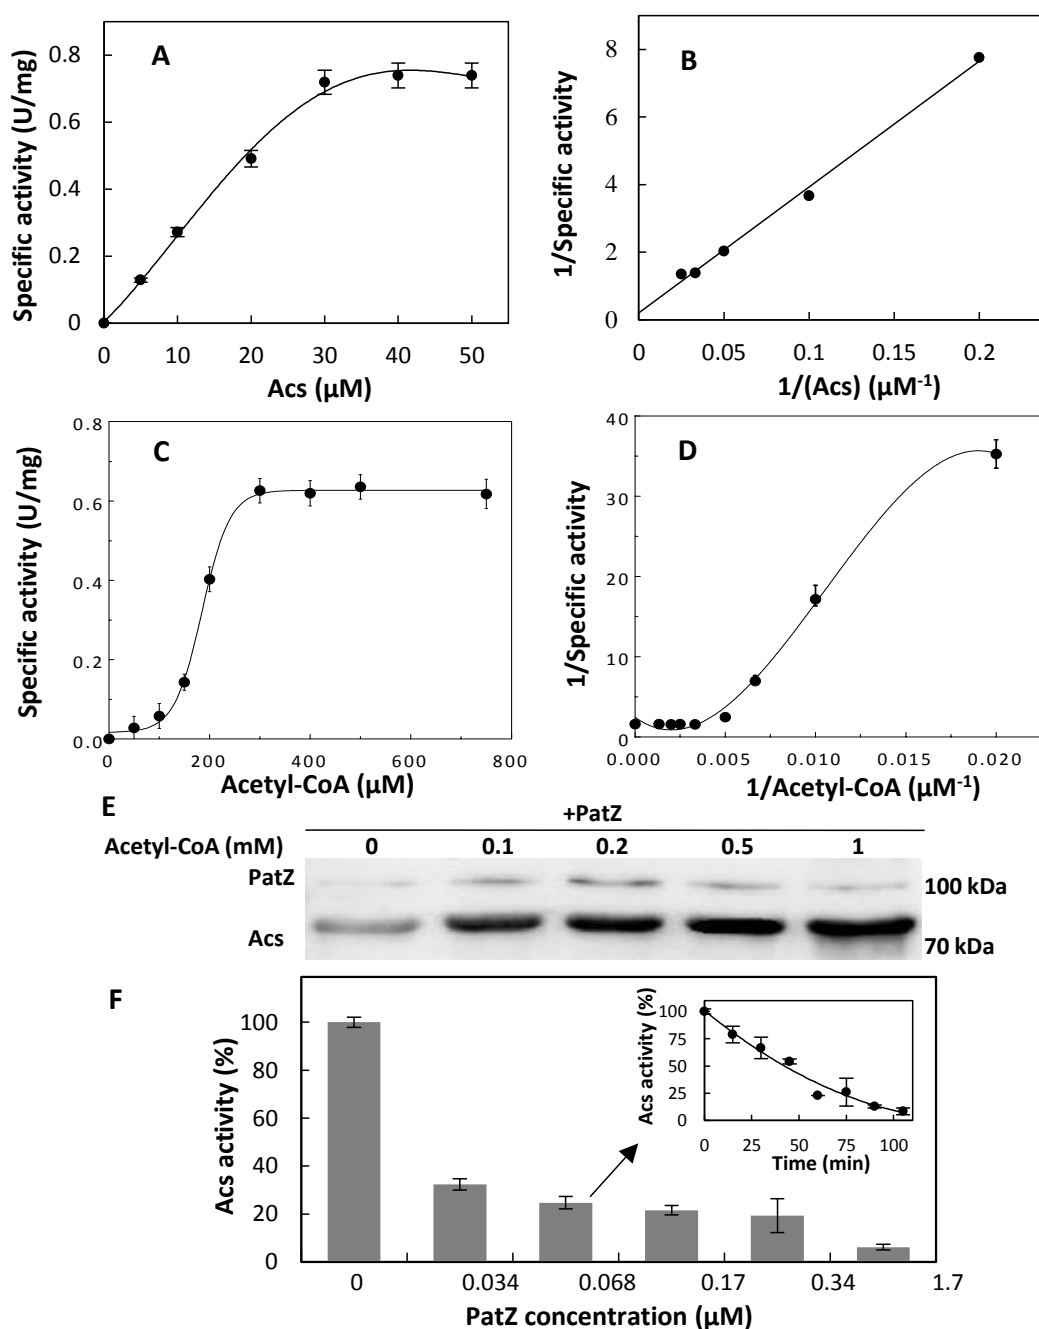 A
Specific activity (U/mg)
0.8
0.6
0.4
0.2
0
0 10 20 30 40 50
Acs (µM)
B
1/Specific activity
8
6
4
2
0
0 0.05 0.1 0.15 0.2
1/(Acs) (µM⁻¹)
C
Specific activity (U/mg)
0.8
0.6
0.4
0.2
0.0
200 400 600 800
Acetyl-CoA (µM)
D
1/Specific activity
40
30
20
10
0
0.000 0.005 0.010 0.015 0.020
1/Acetyl-CoA (µM⁻¹)
E
+PatZ
Acetyl-CoA (mM) 0 0.1 0.2 0.5 1
PatZ 100 kDa
Acs 70 kDa
F
Acs activity (%)
100
80
60
40
20
0
0 0.034 0.068 0.17 0.34 1.7
PatZ concentration (µM)
Acs activity (%)
100
75
50
25
0
0 25 50 75 100
Time (min)